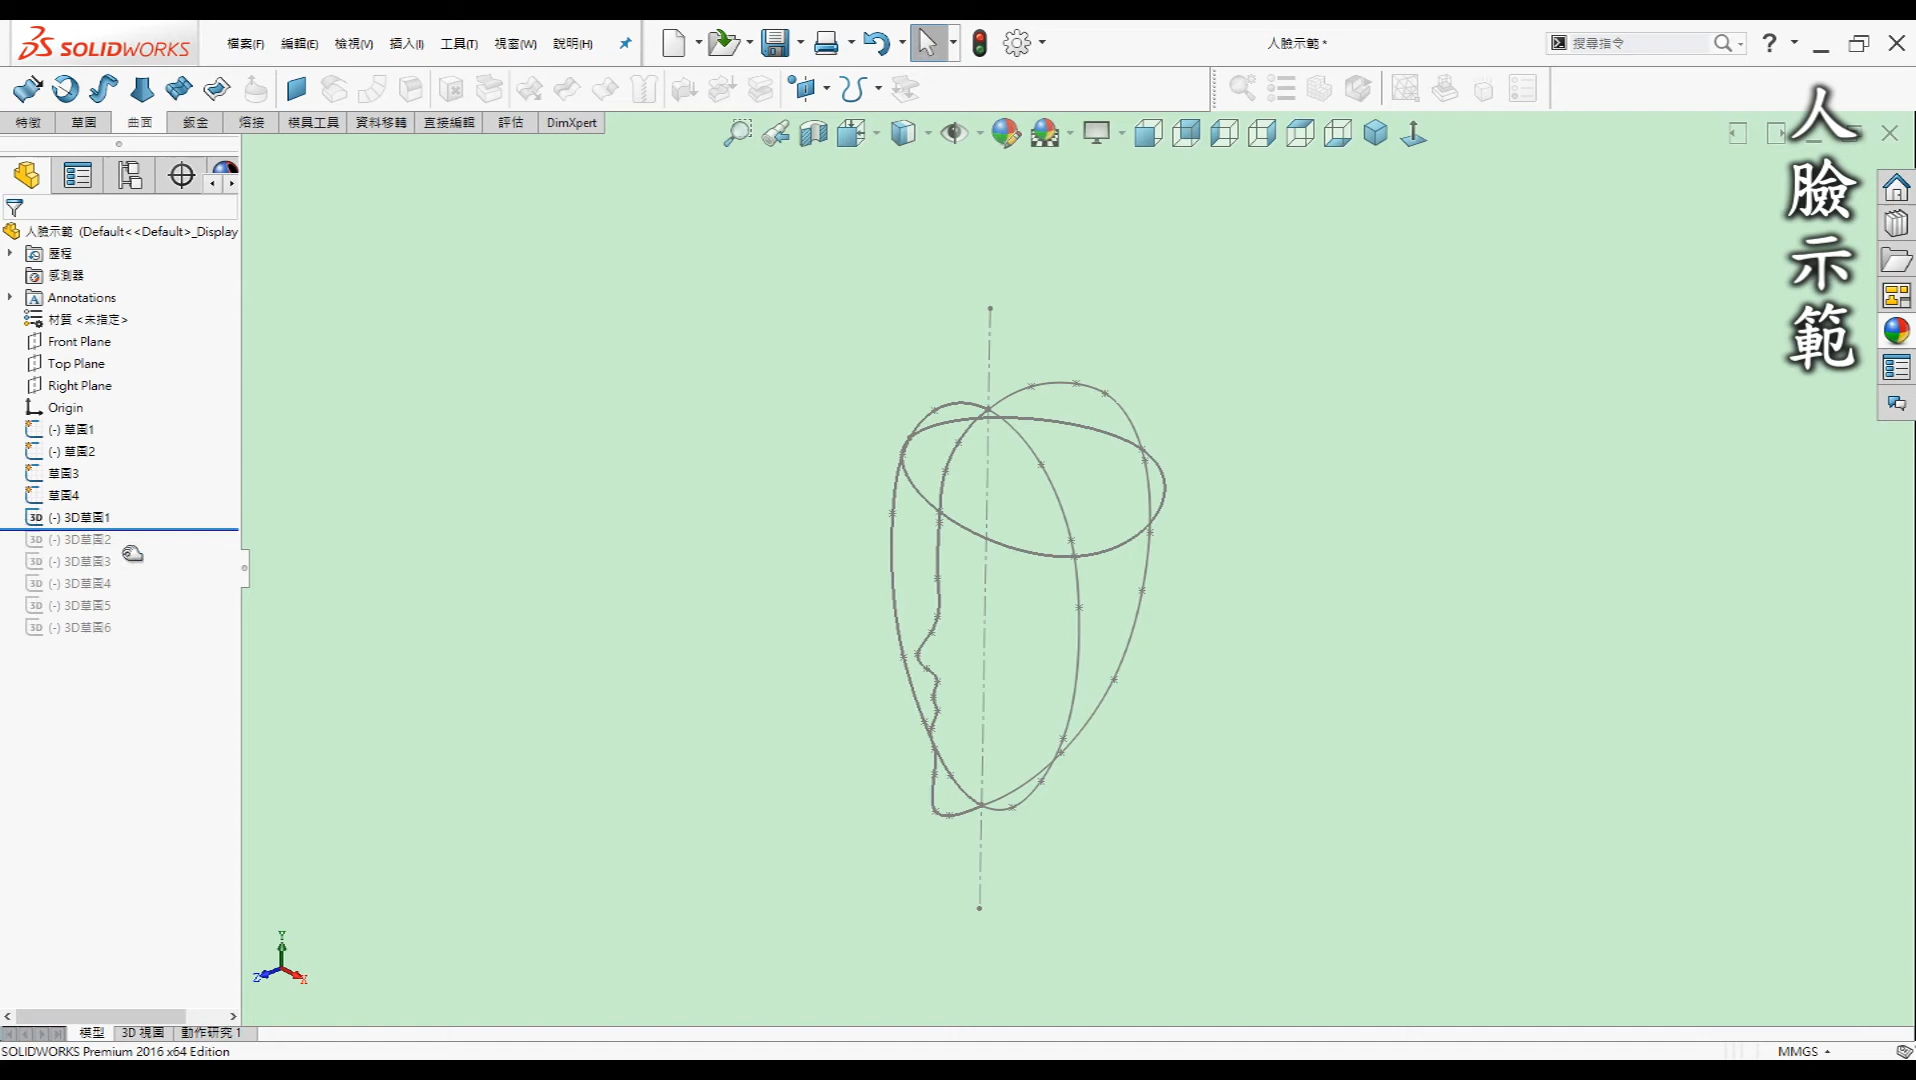 SOLIDWORKS
檔案(F) 編輯(E) 檢視(V) 插入(I) 工具(T) 視窗(W) 說明(H)
人臉示範 *
搜尋指令
特徵 草圖 曲面 鈑金 熔接 模具工具 資料移轉 直接編輯 評估 DimXpert
人臉示範
人臉示範 (Default<<Default>_Display
歷程
感測器
Annotations
材質 <未指定>
Front Plane
Top Plane
Right Plane
Origin
(-) 草圖1
(-) 草圖2
草圖3
草圖4
3D (-) 3D草圖1
3D (-) 3D草圖2
3D (-) 3D草圖3
3D (-) 3D草圖4
3D (-) 3D草圖5
3D (-) 3D草圖6
Y
Z
X
模型 3D 視圖 動作研究 1
SOLIDWORKS Premium 2016 x64 Edition
MMGS